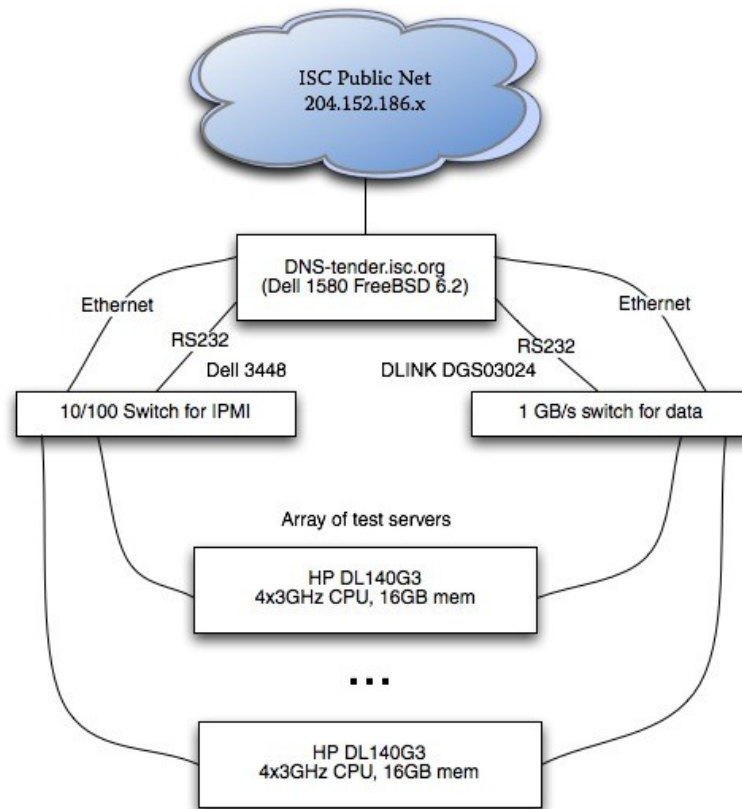 ISC Public Net
204.152.186.x
DNS-tender.isc.org
(Dell 1580 FreeBSD 6.2)
Ethernet
Ethernet
RS232
RS232
Dell 3448
DLINK DGS03024
10/100 Switch for IPMI
1 GB/s switch for data
Array of test servers
HP DL140G3
4x3GHz CPU, 16GB mem
...
HP DL140G3
4x3GHz CPU, 16GB mem